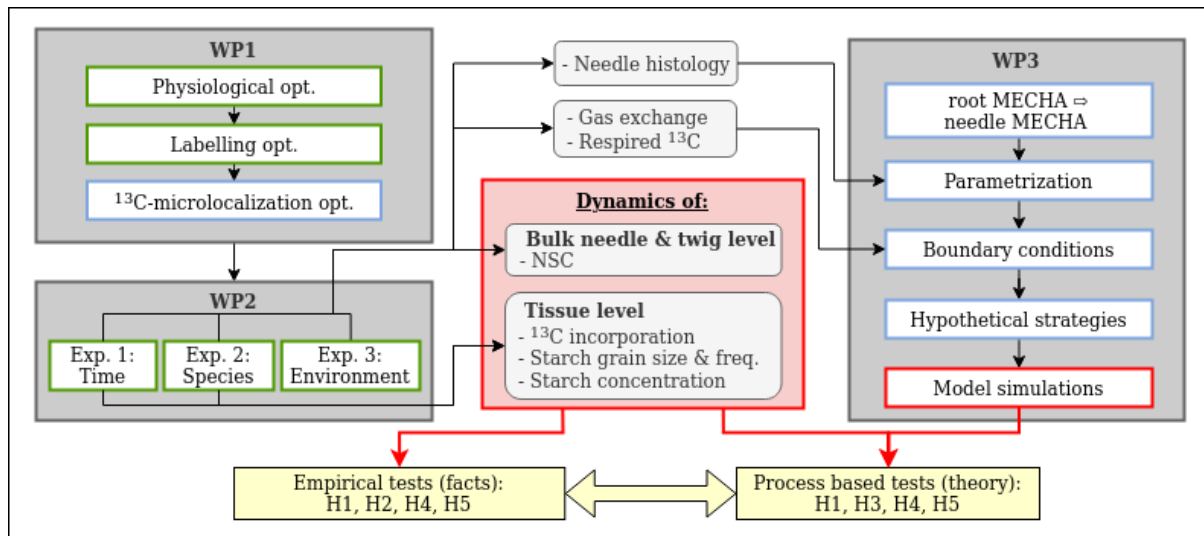 WP1
Physiological opt.
Labelling opt.
¹³C-microlocalization opt.
WP2
Exp. 1:
Time
Exp. 2:
Species
Exp. 3:
Environment
- Needle histology
- Gas exchange
- Respired ¹³C
Dynamics of:
Bulk needle & twig level
- NSC
Tissue level
- ¹³C incorporation
- Starch grain size & freq.
- Starch concentration
WP3
root MECHA ⇨
needle MECHA
Parametrization
Boundary conditions
Hypothetical strategies
Model simulations
Empirical tests (facts):
H1, H2, H4, H5
Process based tests (theory):
H1, H3, H4, H5